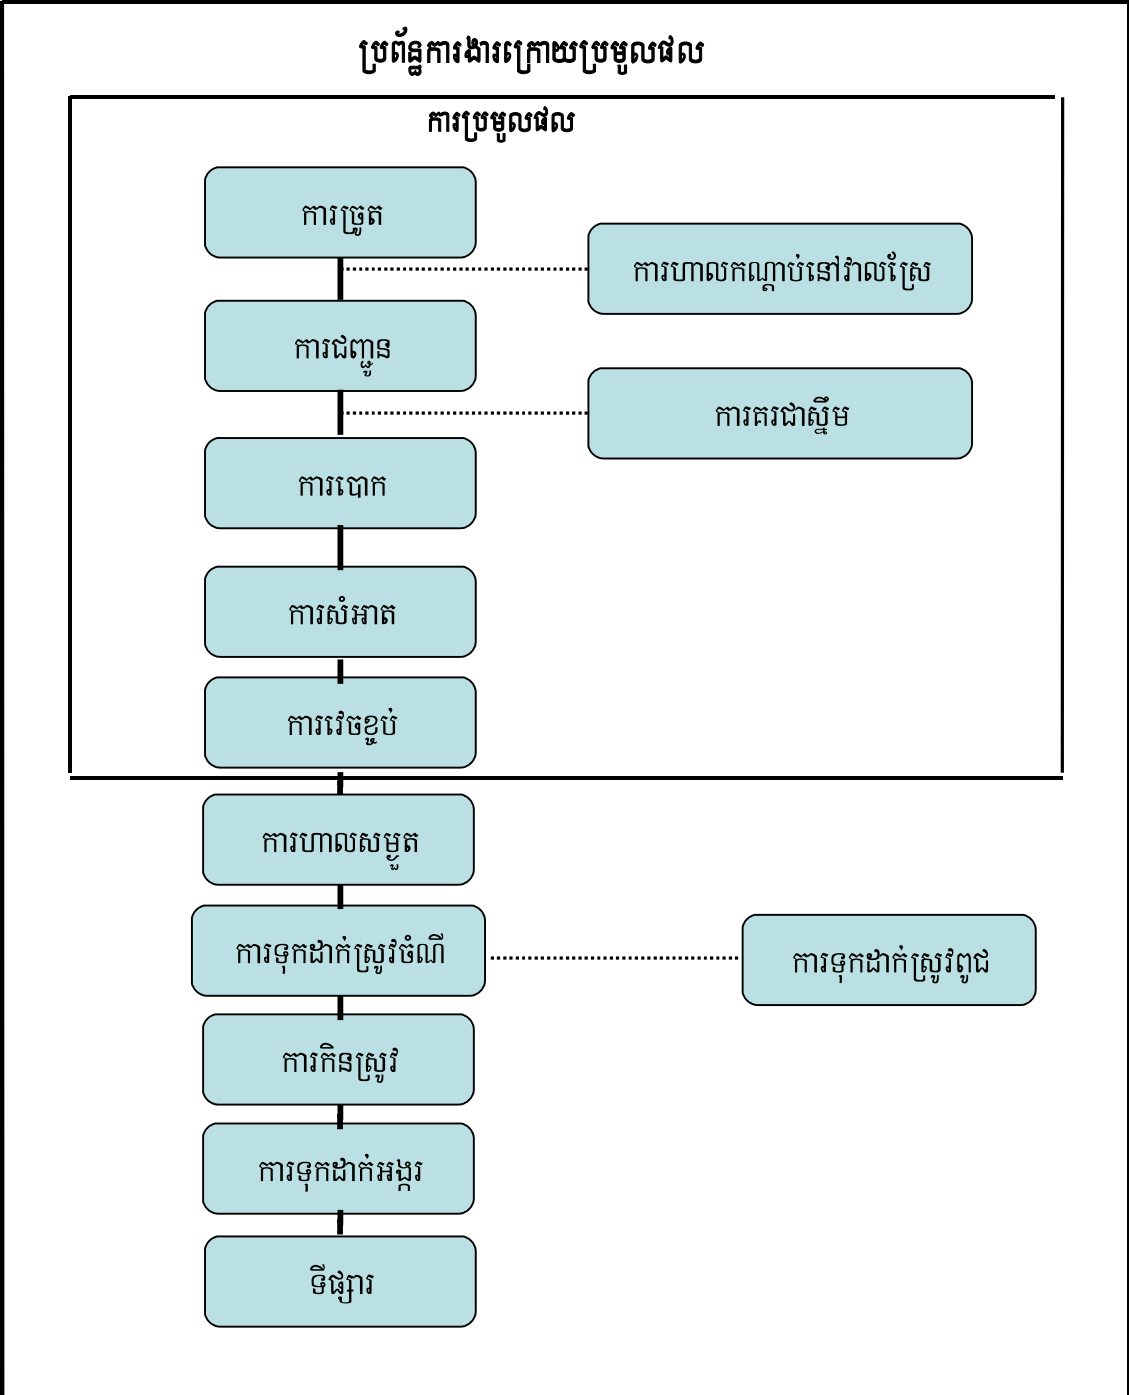 ប្រព័ន្ធការងារក្រោយប្រមូលផល
ការប្រមូលផល
ការច្រូត
ការហាលកណ្ដាប់នៅវាលស្រែ
ការជញ្ជូន
ការគរជាស្នឹម
ការបោក
ការសំអាត
ការវេចខ្ចប់
ការហាលសម្ងួត
ការទុកដាក់ស្រូវចំណី
ការទុកដាក់ស្រូវពូជ
ការកិនស្រូវ
ការទុកដាក់អង្ករ
ទីផ្សារ